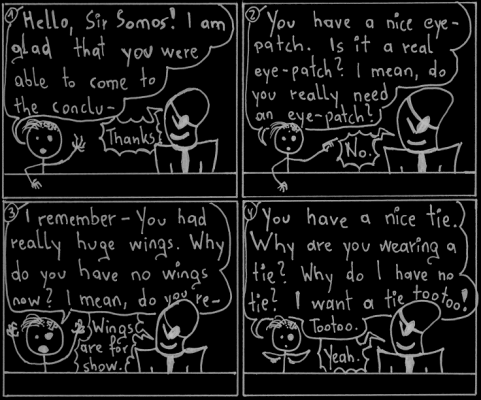 1
Hello, Sir Somos! I am
glad that you were
able to come to
the conclu-
Thanks
2
You have a nice eye-
patch. Is it a real
eye-patch? I mean, do
you really need
an eye-patch?
No.
3
I remember - You had
really huge wings. Why
do you have no wings
now? I mean, do you re-
Wings
are for
show.
4
You have a nice tie.
Why are you wearing a
tie? Why do I have no
tie? I want a tie tootoo!
Tootoo.
Yeah.